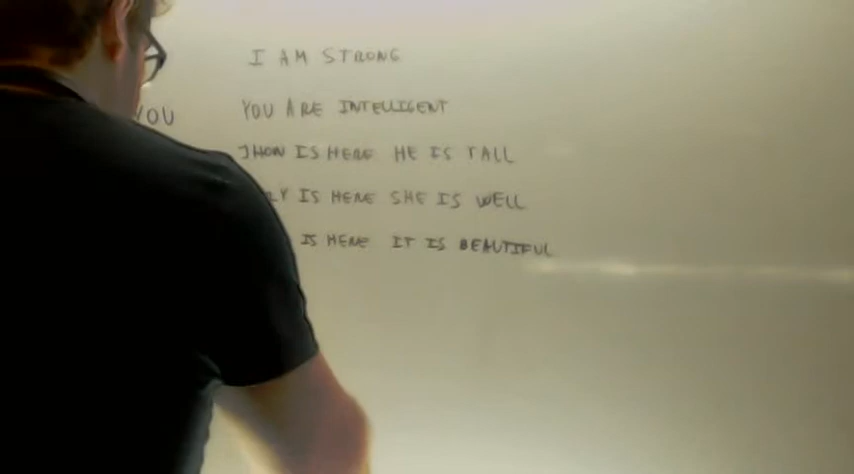 I AM STRONG
YOU YOU ARE INTELLIGENT
JHON IS HERE HE IS TALL
IS HERE SHE IS WELL
IS HERE IT IS BEAUTIFUL